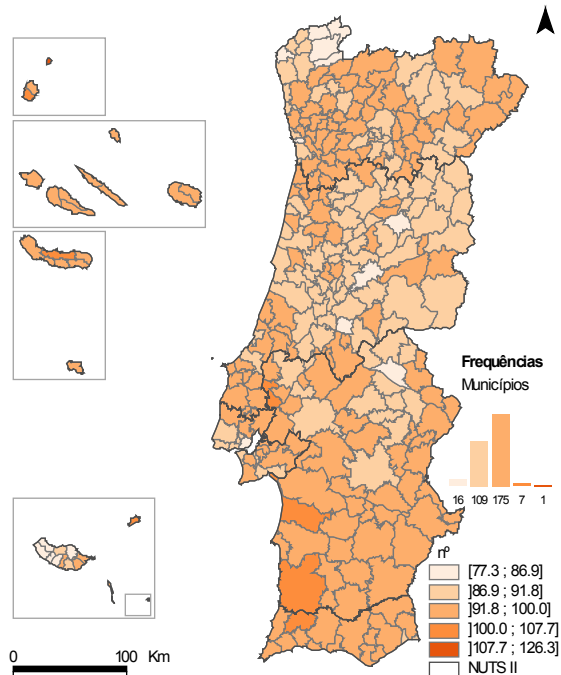 Frequências
Municípios
16 109 175 7 1
nº
]77.3 ; 86.9]
]86.9 ; 91.8]
]91.8 ; 100.0]
]100.0 ; 107.7]
]107.7 ; 126.3]
NUTS II
0 100 Km